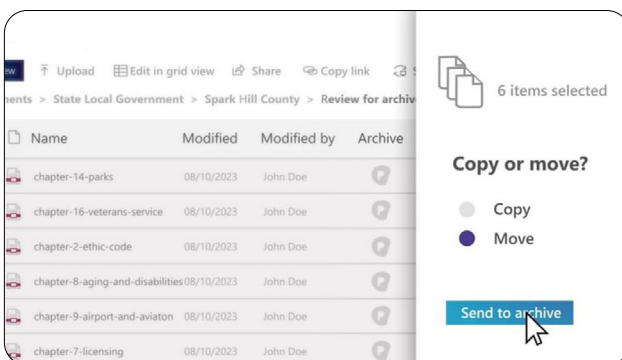 ew Upload Edit in grid view Share Copy link S
ments > State Local Government > Spark Hill County > Review for archiv
6 items selected
Name Modified Modified by Archive
chapter-14-parks 08/10/2023 John Doe
chapter-16-veterans-service 08/10/2023 John Doe
chapter-2-ethic-code 08/10/2023 John Doe
chapter-8-aging-and-disabilities 08/10/2023 John Doe
chapter-9-airport-and-aviaton 08/10/2023 John Doe
chapter-7-licensing 08/10/2023 John Doe
Copy or move?
Copy
Move
Send to archive